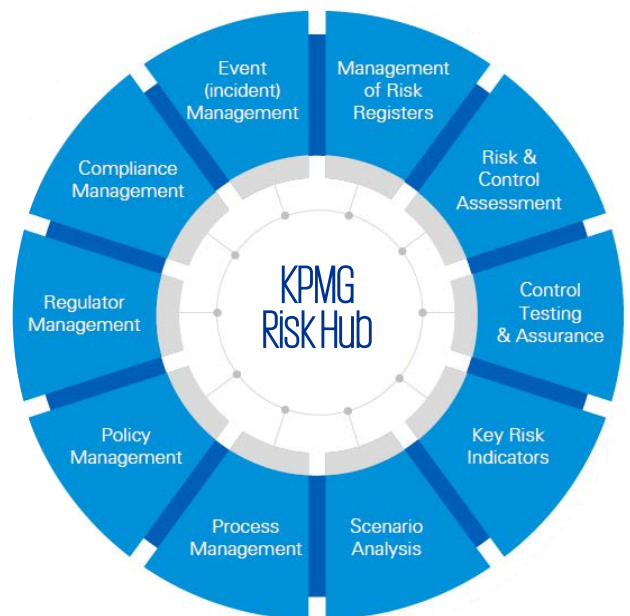 Event
(incident)
Management
Management
of Risk
Registers
Risk &
Control
Assessment
Control
Testing
& Assurance
Key Risk
Indicators
Scenario
Analysis
Process
Management
Policy
Management
Regulator
Management
Compliance
Management
KPMG
Risk Hub